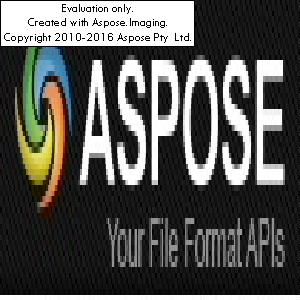 Evaluation only.
Created with Aspose.Imaging.
Copyright 2010-2016 Aspose Pty Ltd.
ASPOSE
Your File Format APIs